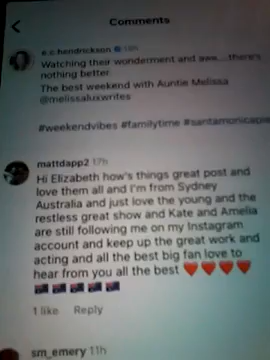 Comments
e.c.hendrickson 18h
Watching their wonderment and aww....there's
nothing better
The best weekend with Auntie Melissa
@melissaluxwrites
#weekendvibes #familytime #santamonicapie
mattdapp2 17h
Hi Elizabeth how's things great post and
love them all and I'm from Sydney
Australia and just love the young and the
restless great show and Kate and Amelia
are still following me on my Instagram
account and keep up the great work and
acting and all the best big fan love to
hear from you all the best ❤️❤️❤️❤️
🇦🇺 🇦🇺 🇦🇺 🇦🇺 🇦🇺
1 like Reply
sm_emery 11h